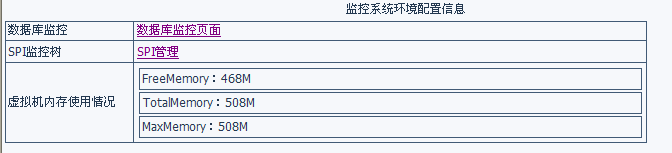 监控系统环境配置信息
数据库监控 数据库监控页面
SPI监控树 SPI管理
虚拟机内存使用情况
FreeMemory：468M
TotalMemory：508M
MaxMemory：508M